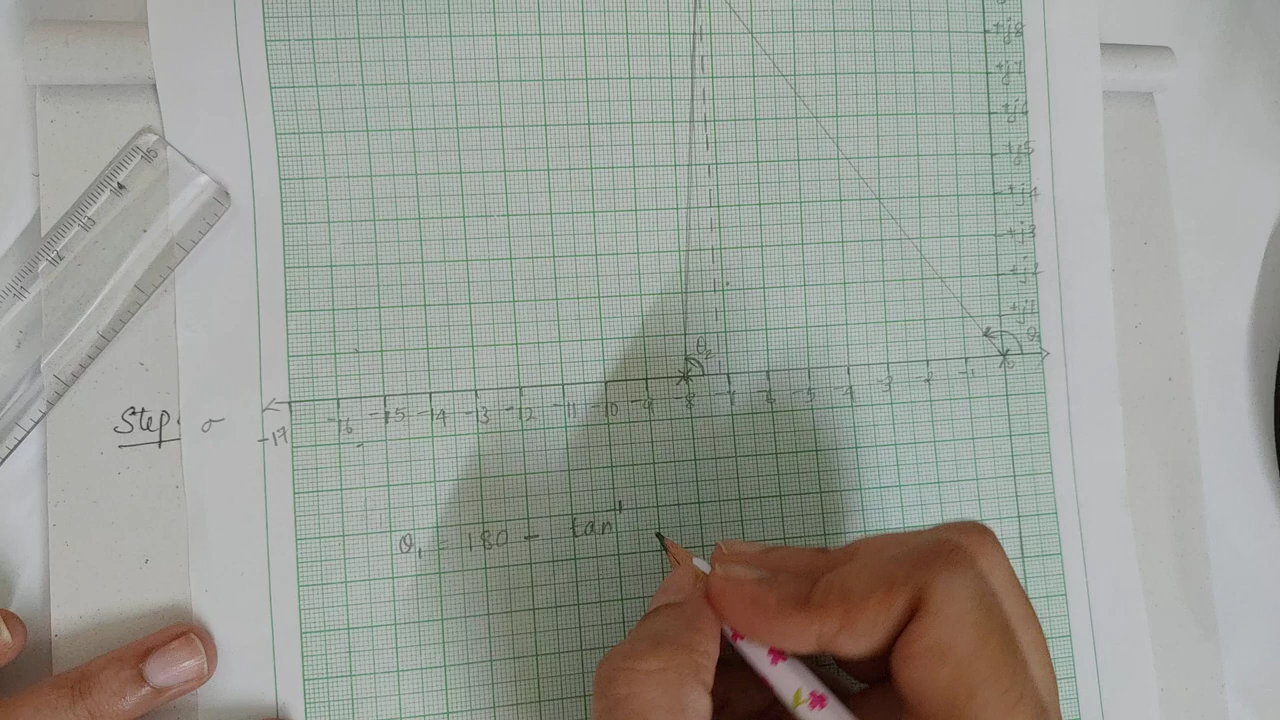 +j8
+j7
+j6
+j5
+j4
+j3
+j2
+j1
15
14
13
12
11
θ2
Step σ
-17 -16 -15 -14 -13 -12 -11 -10 -9 -8 -7 -6 -5 -4 -3 -2 -1 0
θ1 = 180 - tan